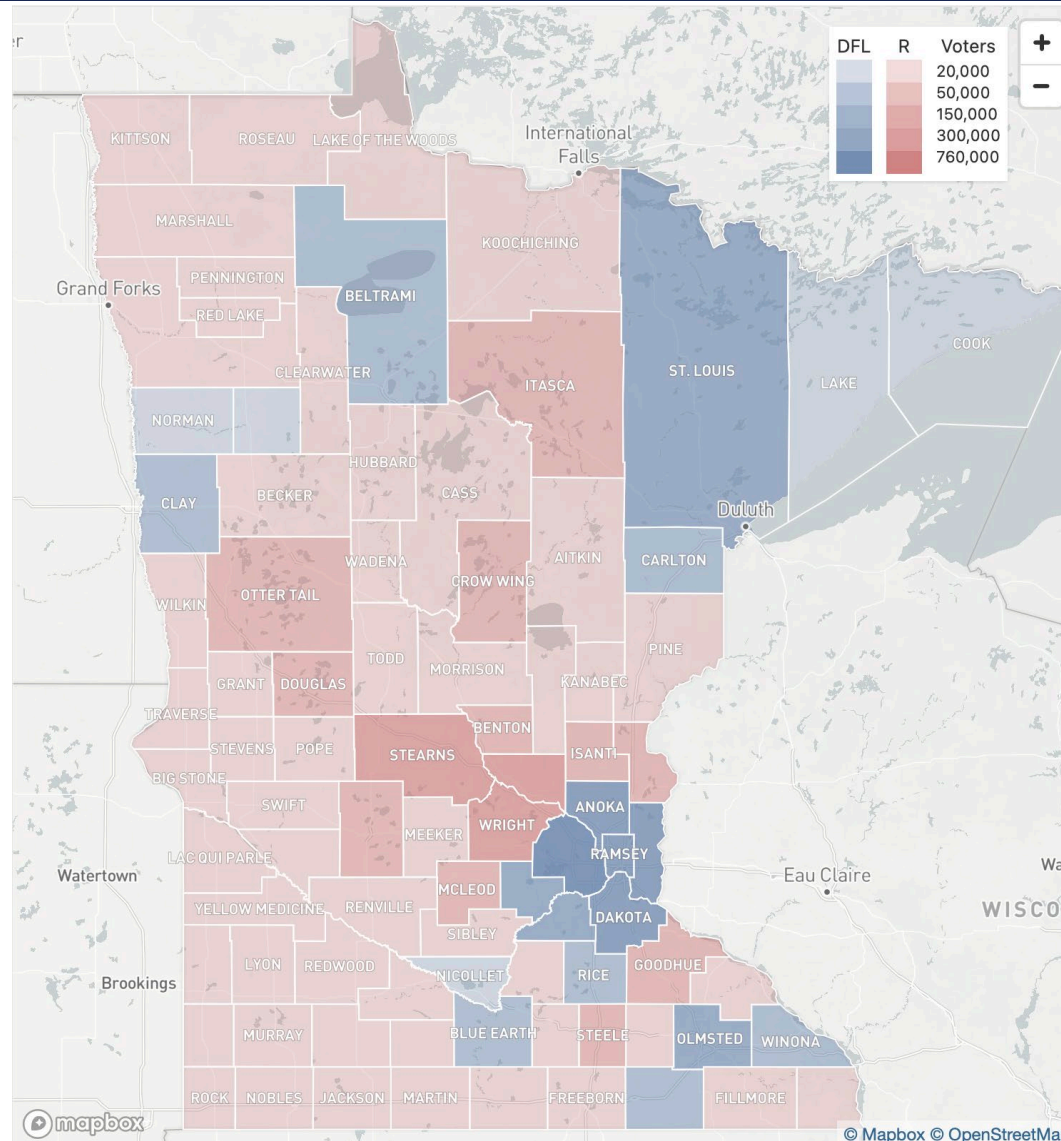 er
DFL R Voters
20,000
50,000
150,000
300,000
760,000
+
−
International
Falls
KITTSON
ROSEAU
LAKE OF THE WOODS
MARSHALL
KOOCHICHING
PENNINGTON
Grand Forks
BELTRAMI
RED LAKE
COOK
CLEARWATER
ST. LOUIS
LAKE
ITASCA
NORMAN
HUBBARD
CASS
BECKER
CLAY
Duluth
WADENA
AITKIN
CARLTON
CROW WING
OTTER TAIL
WILKIN
PINE
TODD
MORRISON
GRANT
DOUGLAS
KANABEC
TRAVERSE
BENTON
STEVENS
POPE
STEARNS
ISANTI
BIG STONE
SWIFT
ANOKA
WRIGHT
MEEKER
RAMSEY
LAC QUI PARLE
Watertown
Eau Claire
Wa
MCLEOD
YELLOW MEDICINE
RENVILLE
DAKOTA
WISCO
SIBLEY
LYON
REDWOOD
NICOLLET
RICE
GOODHUE
Brookings
MURRAY
BLUE EARTH
STEELE
OLMSTED
WINONA
ROCK
NOBLES
JACKSON
MARTIN
FREEBORN
FILLMORE
mapbox
© Mapbox © OpenStreetMa